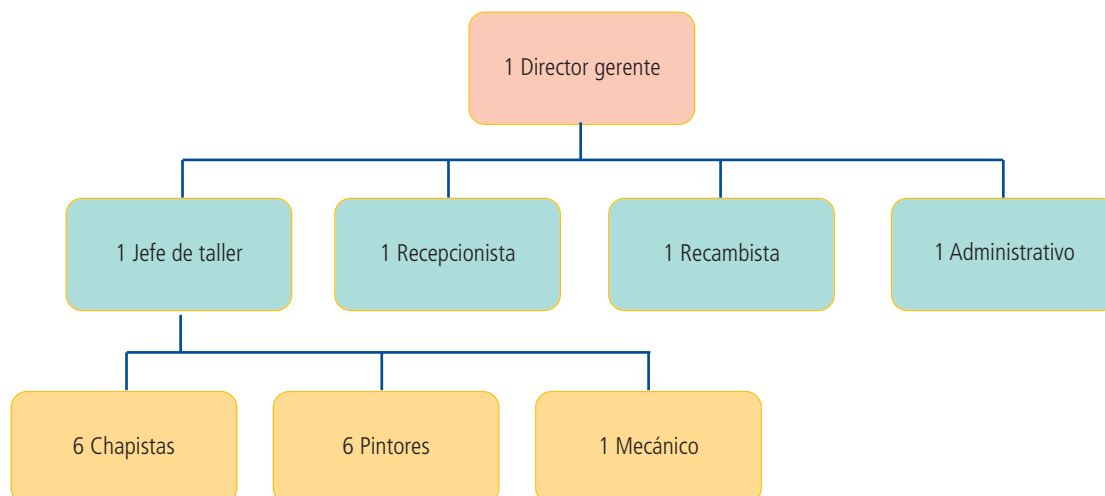 1 Director gerente
1 Jefe de taller
1 Recepcionista
1 Recambista
1 Administrativo
6 Chapistas
6 Pintores
1 Mecánico